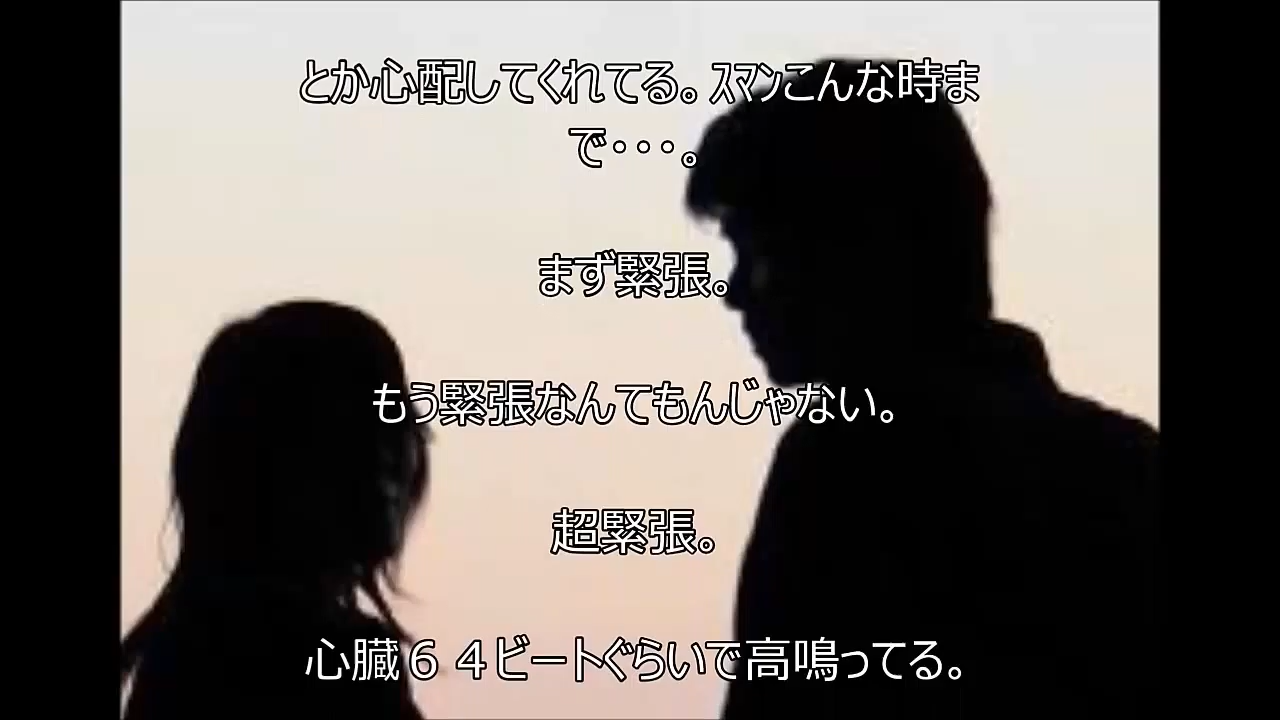 とか心配してくれてる。スマンこんな時ま
で・・・。
まず緊張。
もう緊張なんてもんじゃない。
超緊張。
心臓６４ビートぐらいで高鳴ってる。